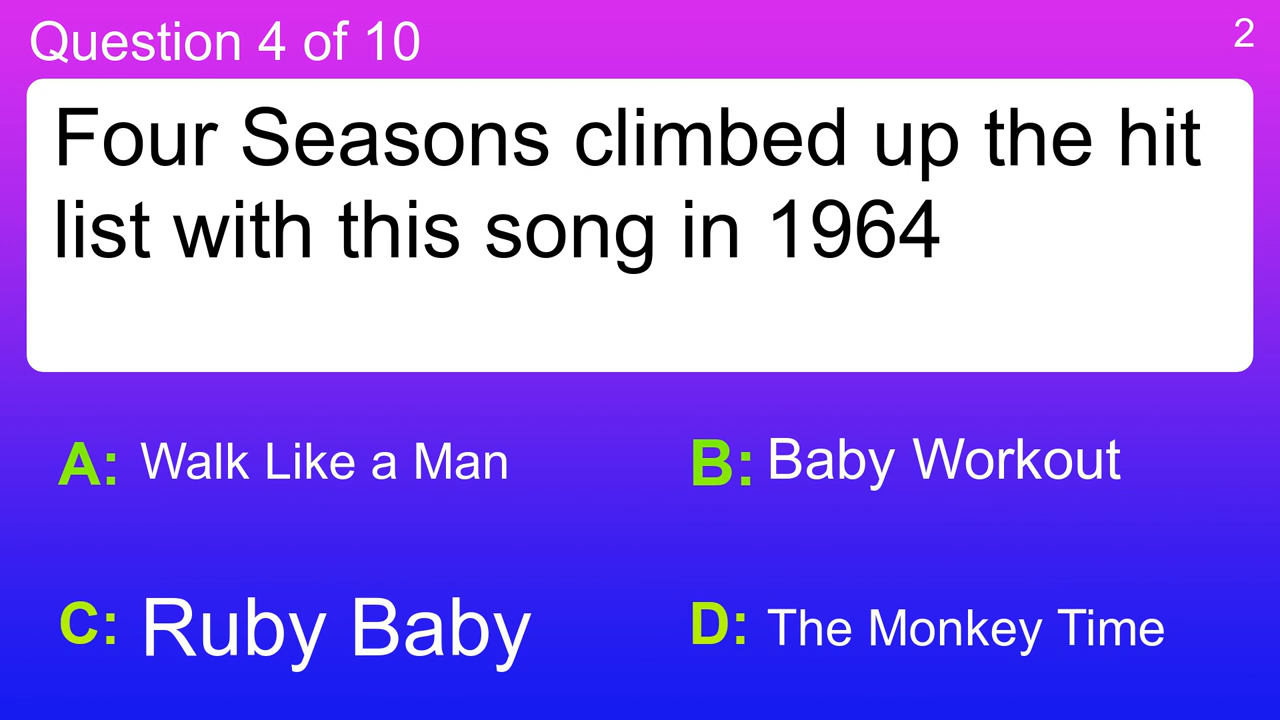 Question 4 of 10
2
Four Seasons climbed up the hit
list with this song in 1964
A: Walk Like a Man
B: Baby Workout
C: Ruby Baby
D: The Monkey Time